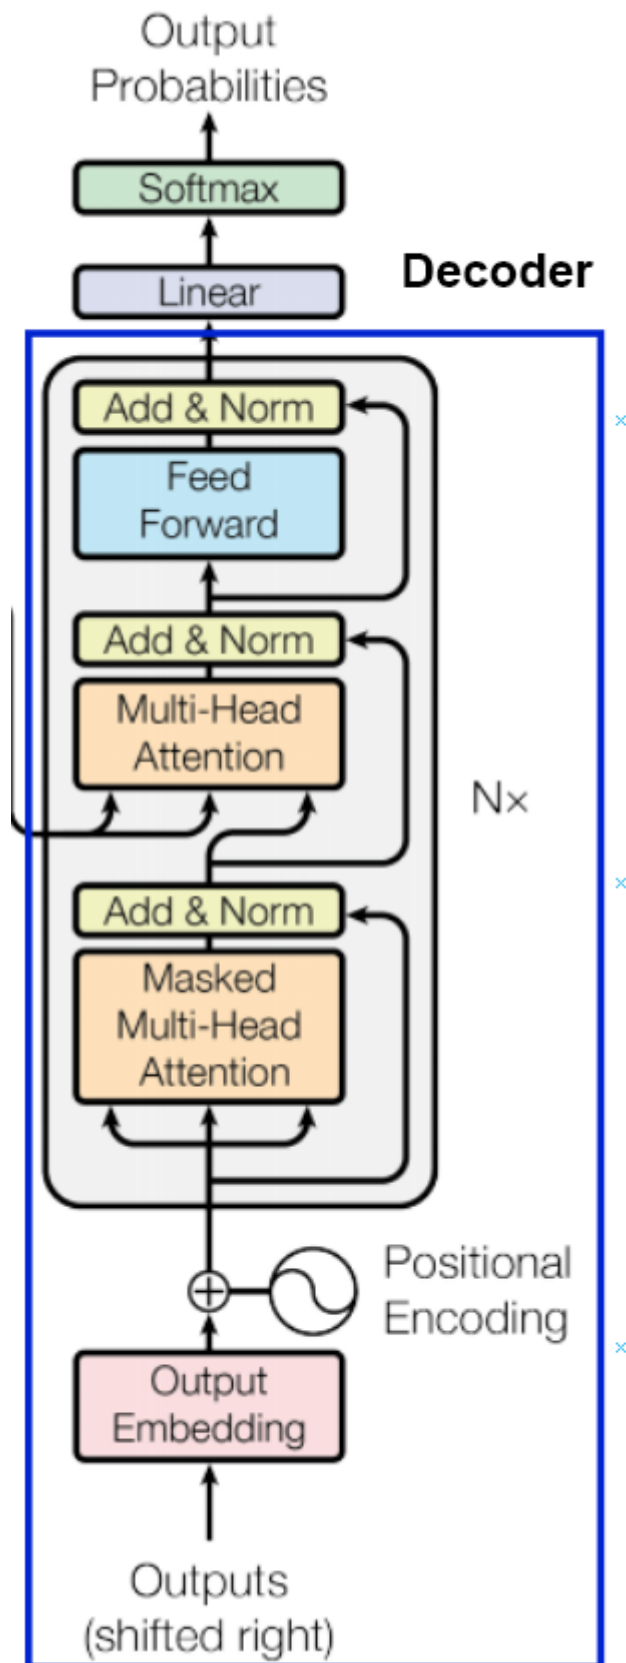 Output
Probabilities
Softmax
Linear
Decoder
Add & Norm
Feed
Forward
Add & Norm
Multi-Head
Attention
N×
Add & Norm
Masked
Multi-Head
Attention
Positional
Encoding
Output
Embedding
Outputs
(shifted right)